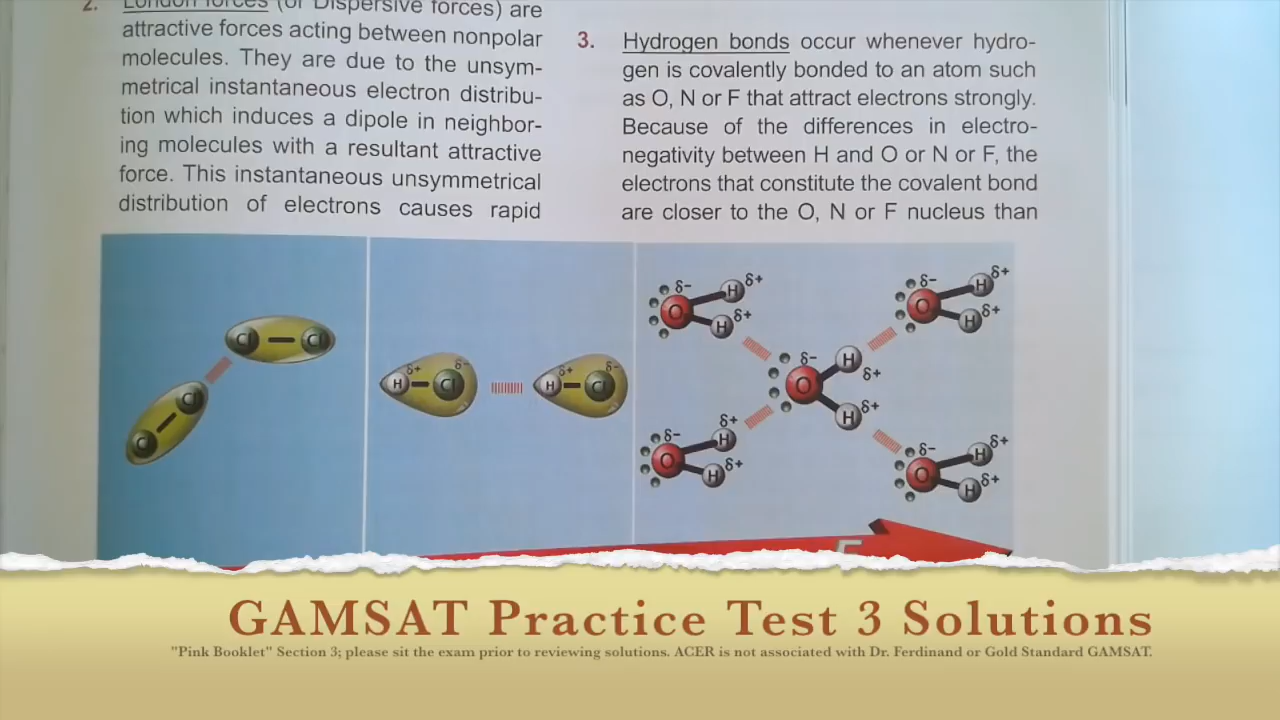 2. London forces (or Dispersive forces) are
attractive forces acting between nonpolar
molecules. They are due to the unsym-
metrical instantaneous electron distribu-
tion which induces a dipole in neighbor-
ing molecules with a resultant attractive
force. This instantaneous unsymmetrical
distribution of electrons causes rapid
3. Hydrogen bonds occur whenever hydro-
gen is covalently bonded to an atom such
as O, N or F that attract electrons strongly.
Because of the differences in electro-
negativity between H and O or N or F, the
electrons that constitute the covalent bond
are closer to the O, N or F nucleus than
Cl Cl
Cl
Cl
δ+ δ- δ+ δ-
H Cl H Cl
δ- H δ+
O H δ+
δ- H δ+
O H δ+
δ- H
O δ+
H δ+
δ- δ+
O H
H δ+
δ- H δ+
O H δ+
GAMSAT Practice Test 3 Solutions
"Pink Booklet" Section 3; please sit the exam prior to reviewing solutions. ACER is not associated with Dr. Ferdinand or Gold Standard GAMSAT.